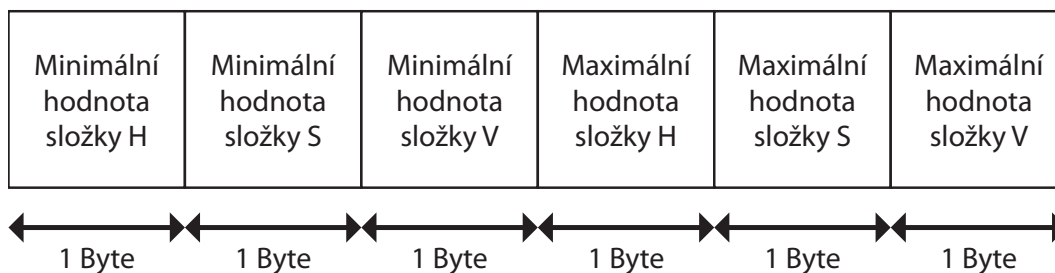 Minimální Minimální Minimální Maximální Maximální Maximální
hodnota hodnota hodnota hodnota hodnota hodnota
složky H složky S složky V složky H složky S složky V
1 Byte 1 Byte 1 Byte 1 Byte 1 Byte 1 Byte